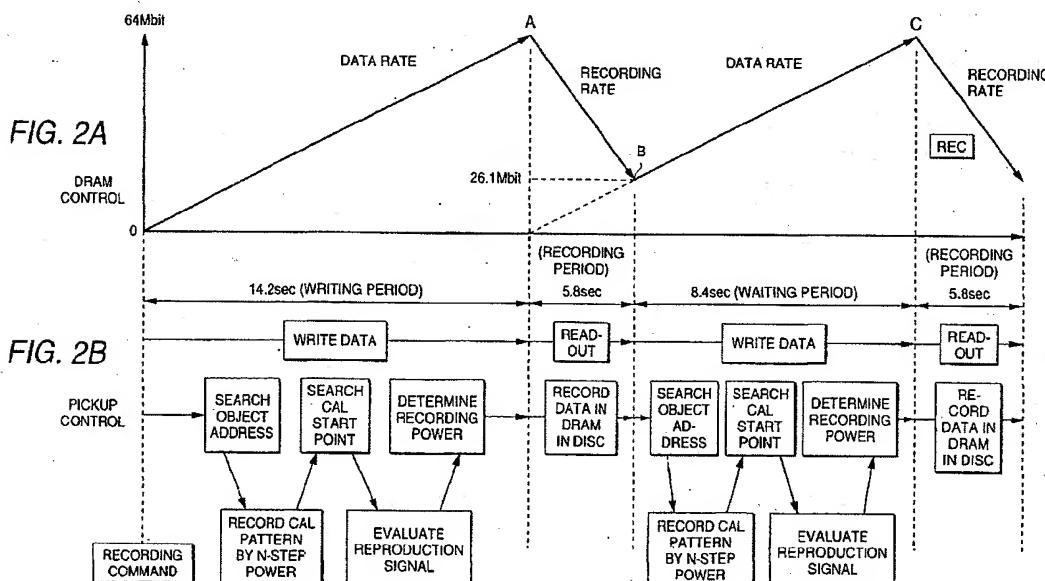 64Mbit
A
C
DATA RATE
RECORDING
RATE
DATA RATE
RECORDING
RATE
FIG. 2A
B
REC
DRAM
CONTROL
26.1Mbit
0
(RECORDING
PERIOD)
(RECORDING
PERIOD)
14.2sec (WRITING PERIOD)
5.8sec
8.4sec (WAITING PERIOD)
5.8sec
FIG. 2B
WRITE DATA
READ-
OUT
WRITE DATA
READ-
OUT
PICKUP
CONTROL
SEARCH
OBJECT
ADDRESS
SEARCH
CAL
START
POINT
DETERMINE
RECORDING
POWER
RECORD
DATA IN
DRAM
IN DISC
SEARCH
OBJECT
AD-
DRESS
SEARCH
CAL
START
POINT
DETERMINE
RECORDING
POWER
RE-
CORD
DATA IN
DRAM
IN DISC
RECORDING
COMMAND
RECORD CAL
PATTERN
BY N-STEP
POWER
EVALUATE
REPRODUCTION
SIGNAL
RECORD CAL
PATTERN
BY N-STEP
POWER
EVALUATE
REPRODUCTION
SIGNAL